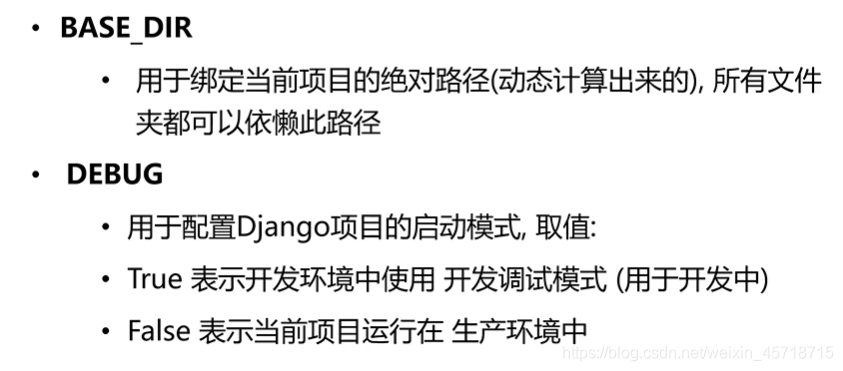 • BASE_DIR
• 用于绑定当前项目的绝对路径(动态计算出来的), 所有文件
夹都可以依懒此路径
• DEBUG
• 用于配置Django项目的启动模式, 取值:
• True 表示开发环境中使用 开发调试模式 (用于开发中)
• False 表示当前项目运行在 生产环境中
https://blog.csdn.net/weixin_45718715